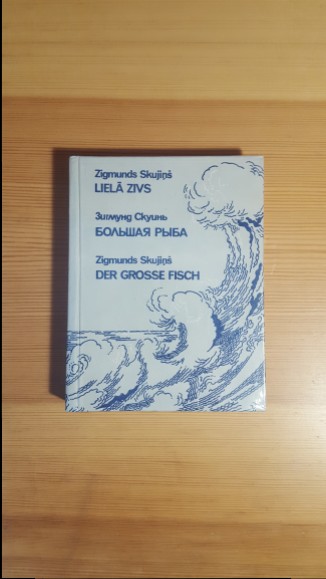 Zigmunds Skujiņš
LIELĀ ZIVS
Зигмунд Скуинь
БОЛЬШАЯ РЫБА
Zigmunds Skujiņš
DER GROSSE FISCH